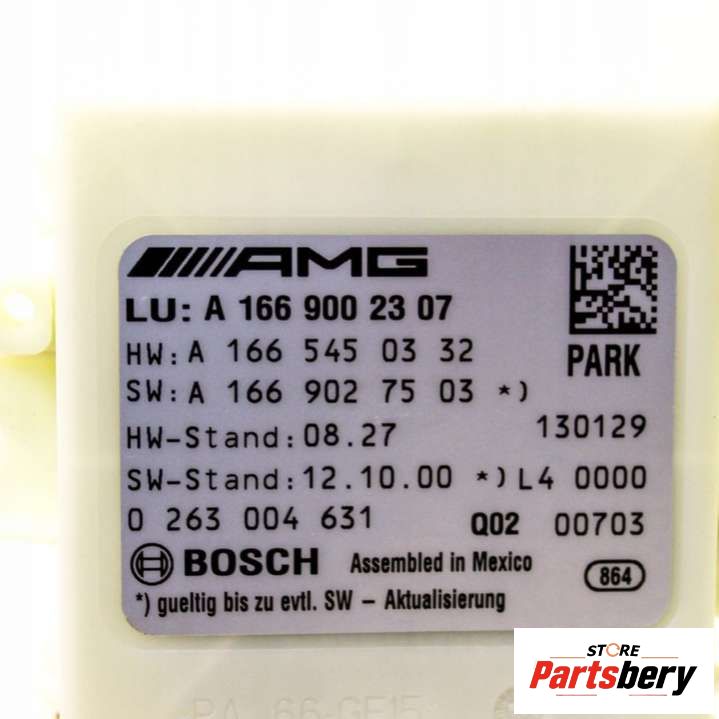 AMG
LU: A 166 900 23 07
HW: A 166 545 03 32
PARK
SW: A 166 902 75 03 *)
HW-Stand: 08.27
130129
SW-Stand: 12.10.00 *) L4 0000
0 263 004 631 Q02 00703
BOSCH Assembled in Mexico
864
*) gueltig bis zu evtl. SW - Aktualisierung
STORE
Partsbery